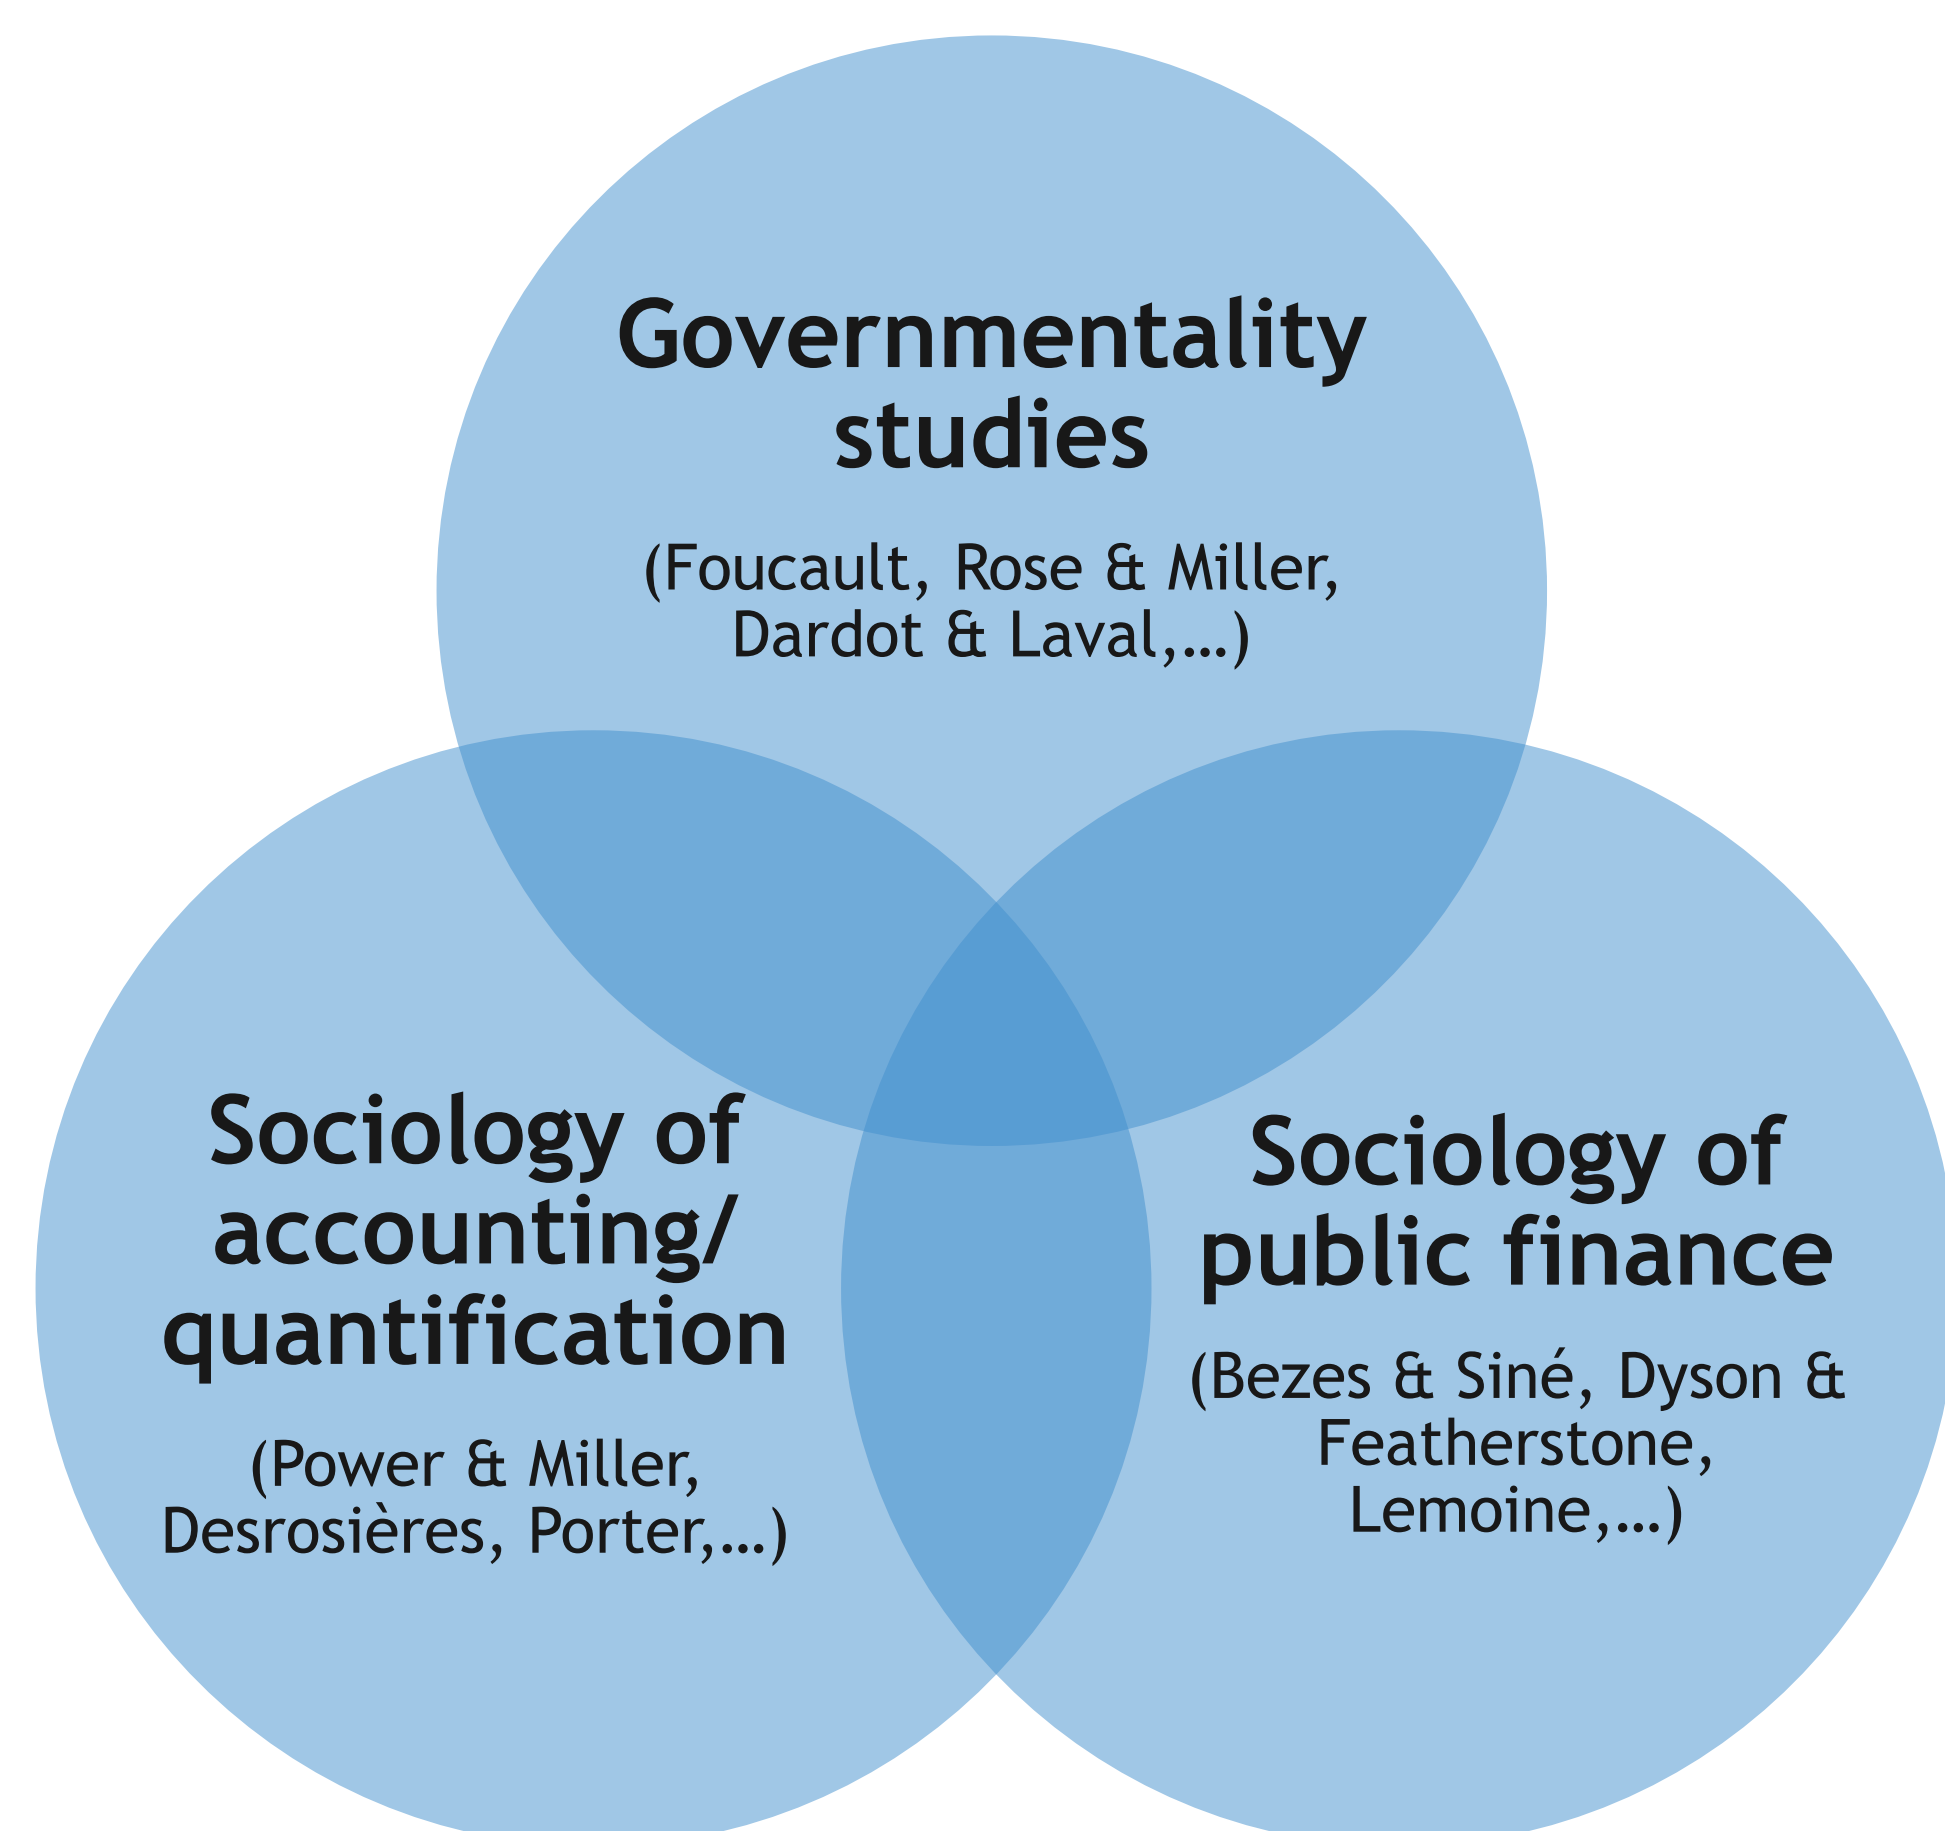 Governmentality
studies
(Foucault, Rose & Miller,
Dardot & Laval,...)
Sociology of
accounting/
quantification
(Power & Miller,
Desrosières, Porter,...)
Sociology of
public finance
(Bezes & Siné, Dyson &
Featherstone,
Lemoine,...)